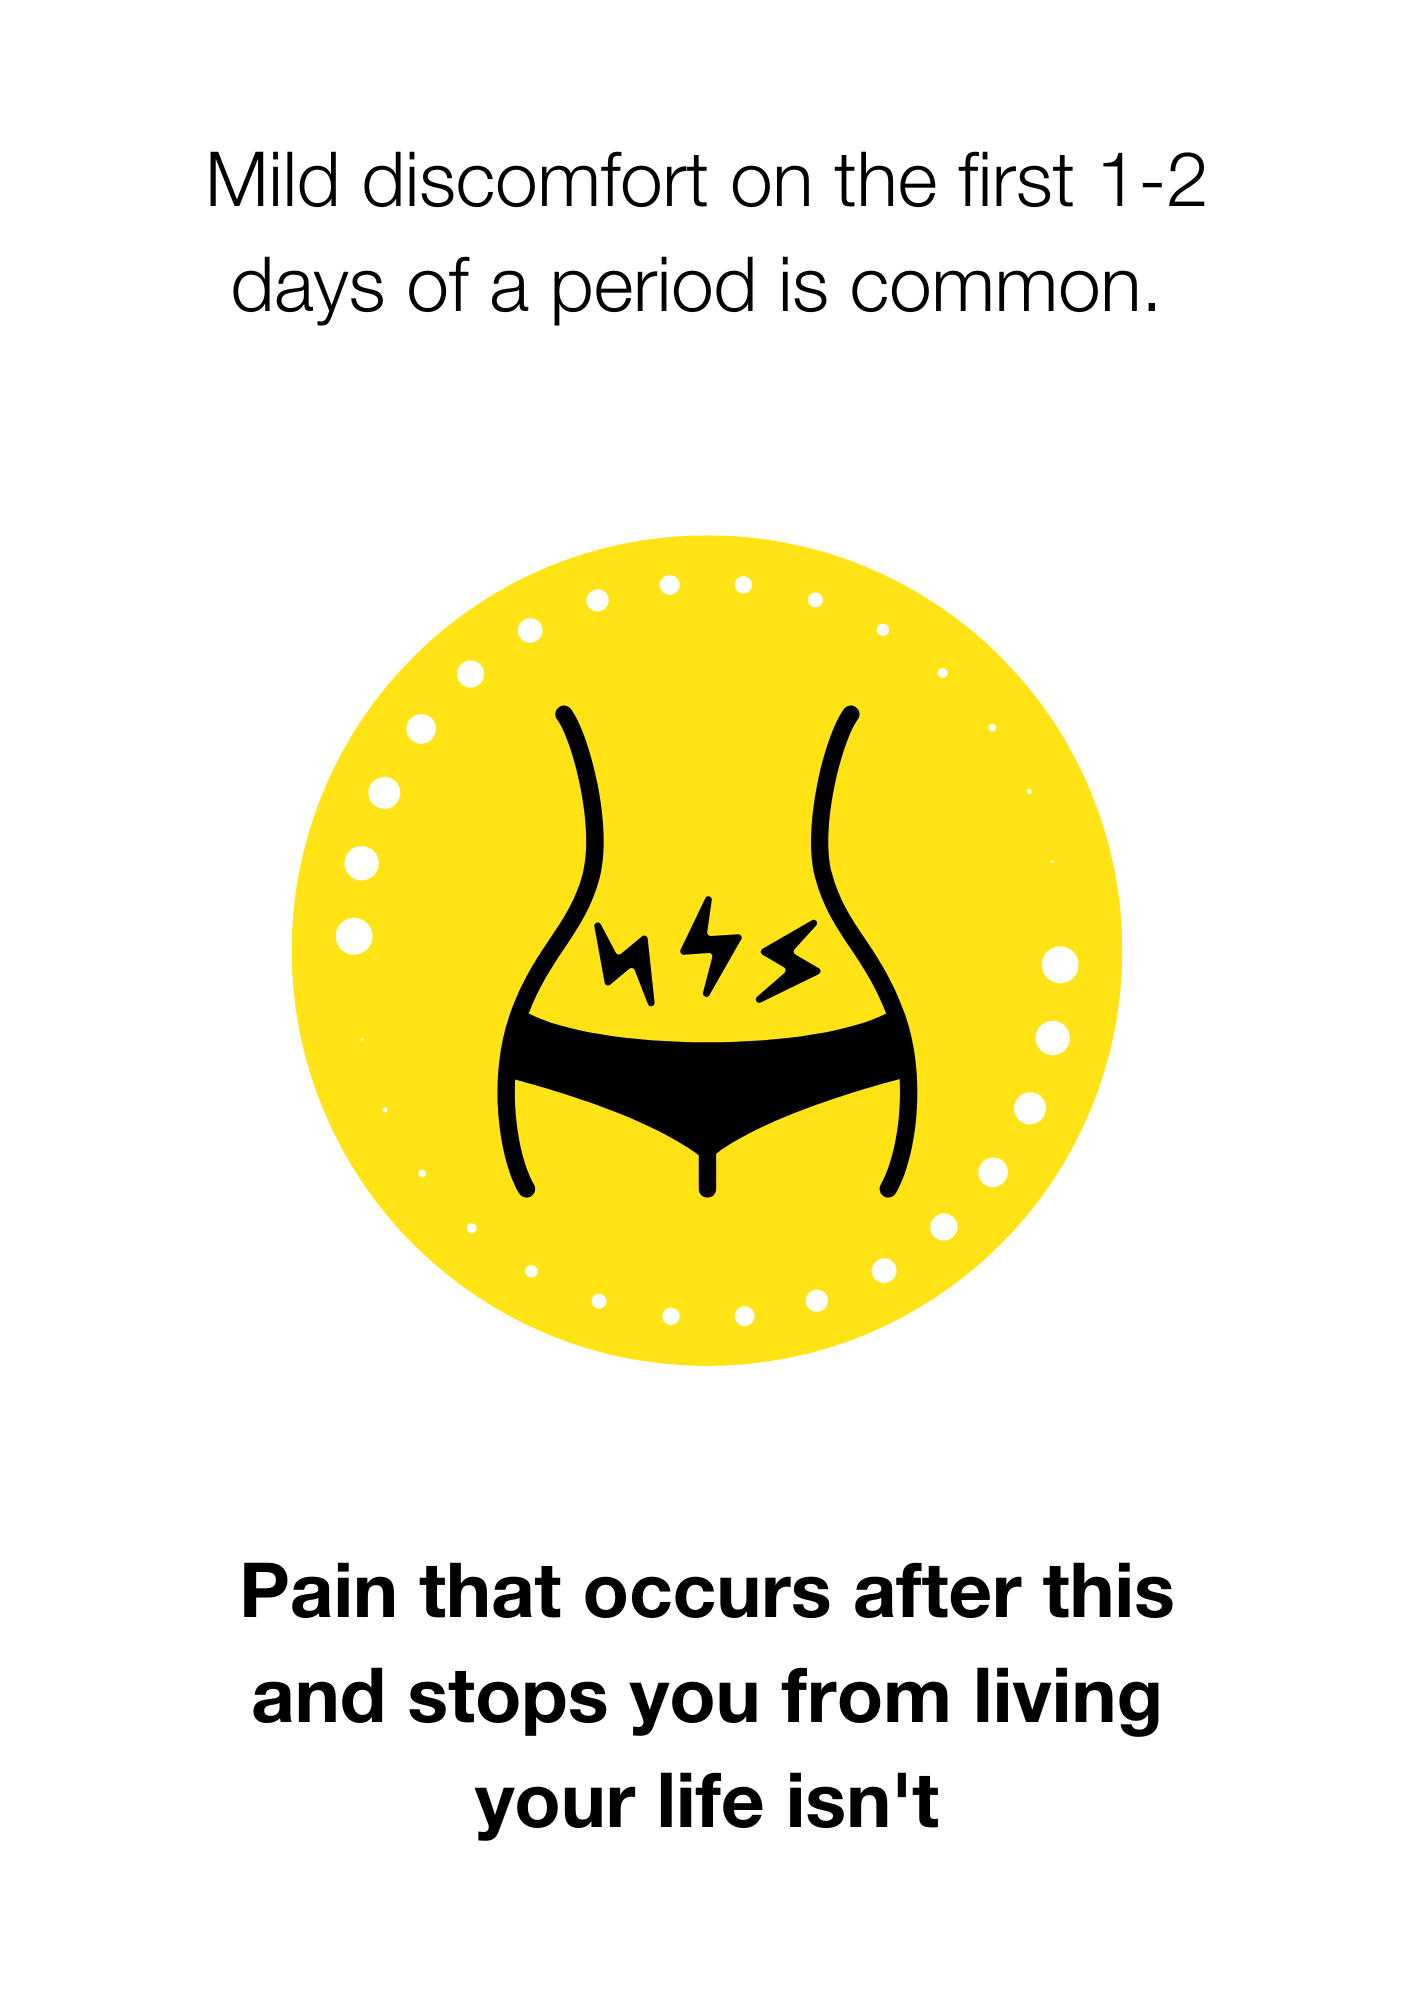 Mild discomfort on the first 1-2
days of a period is common.
Pain that occurs after this
and stops you from living
your life isn't